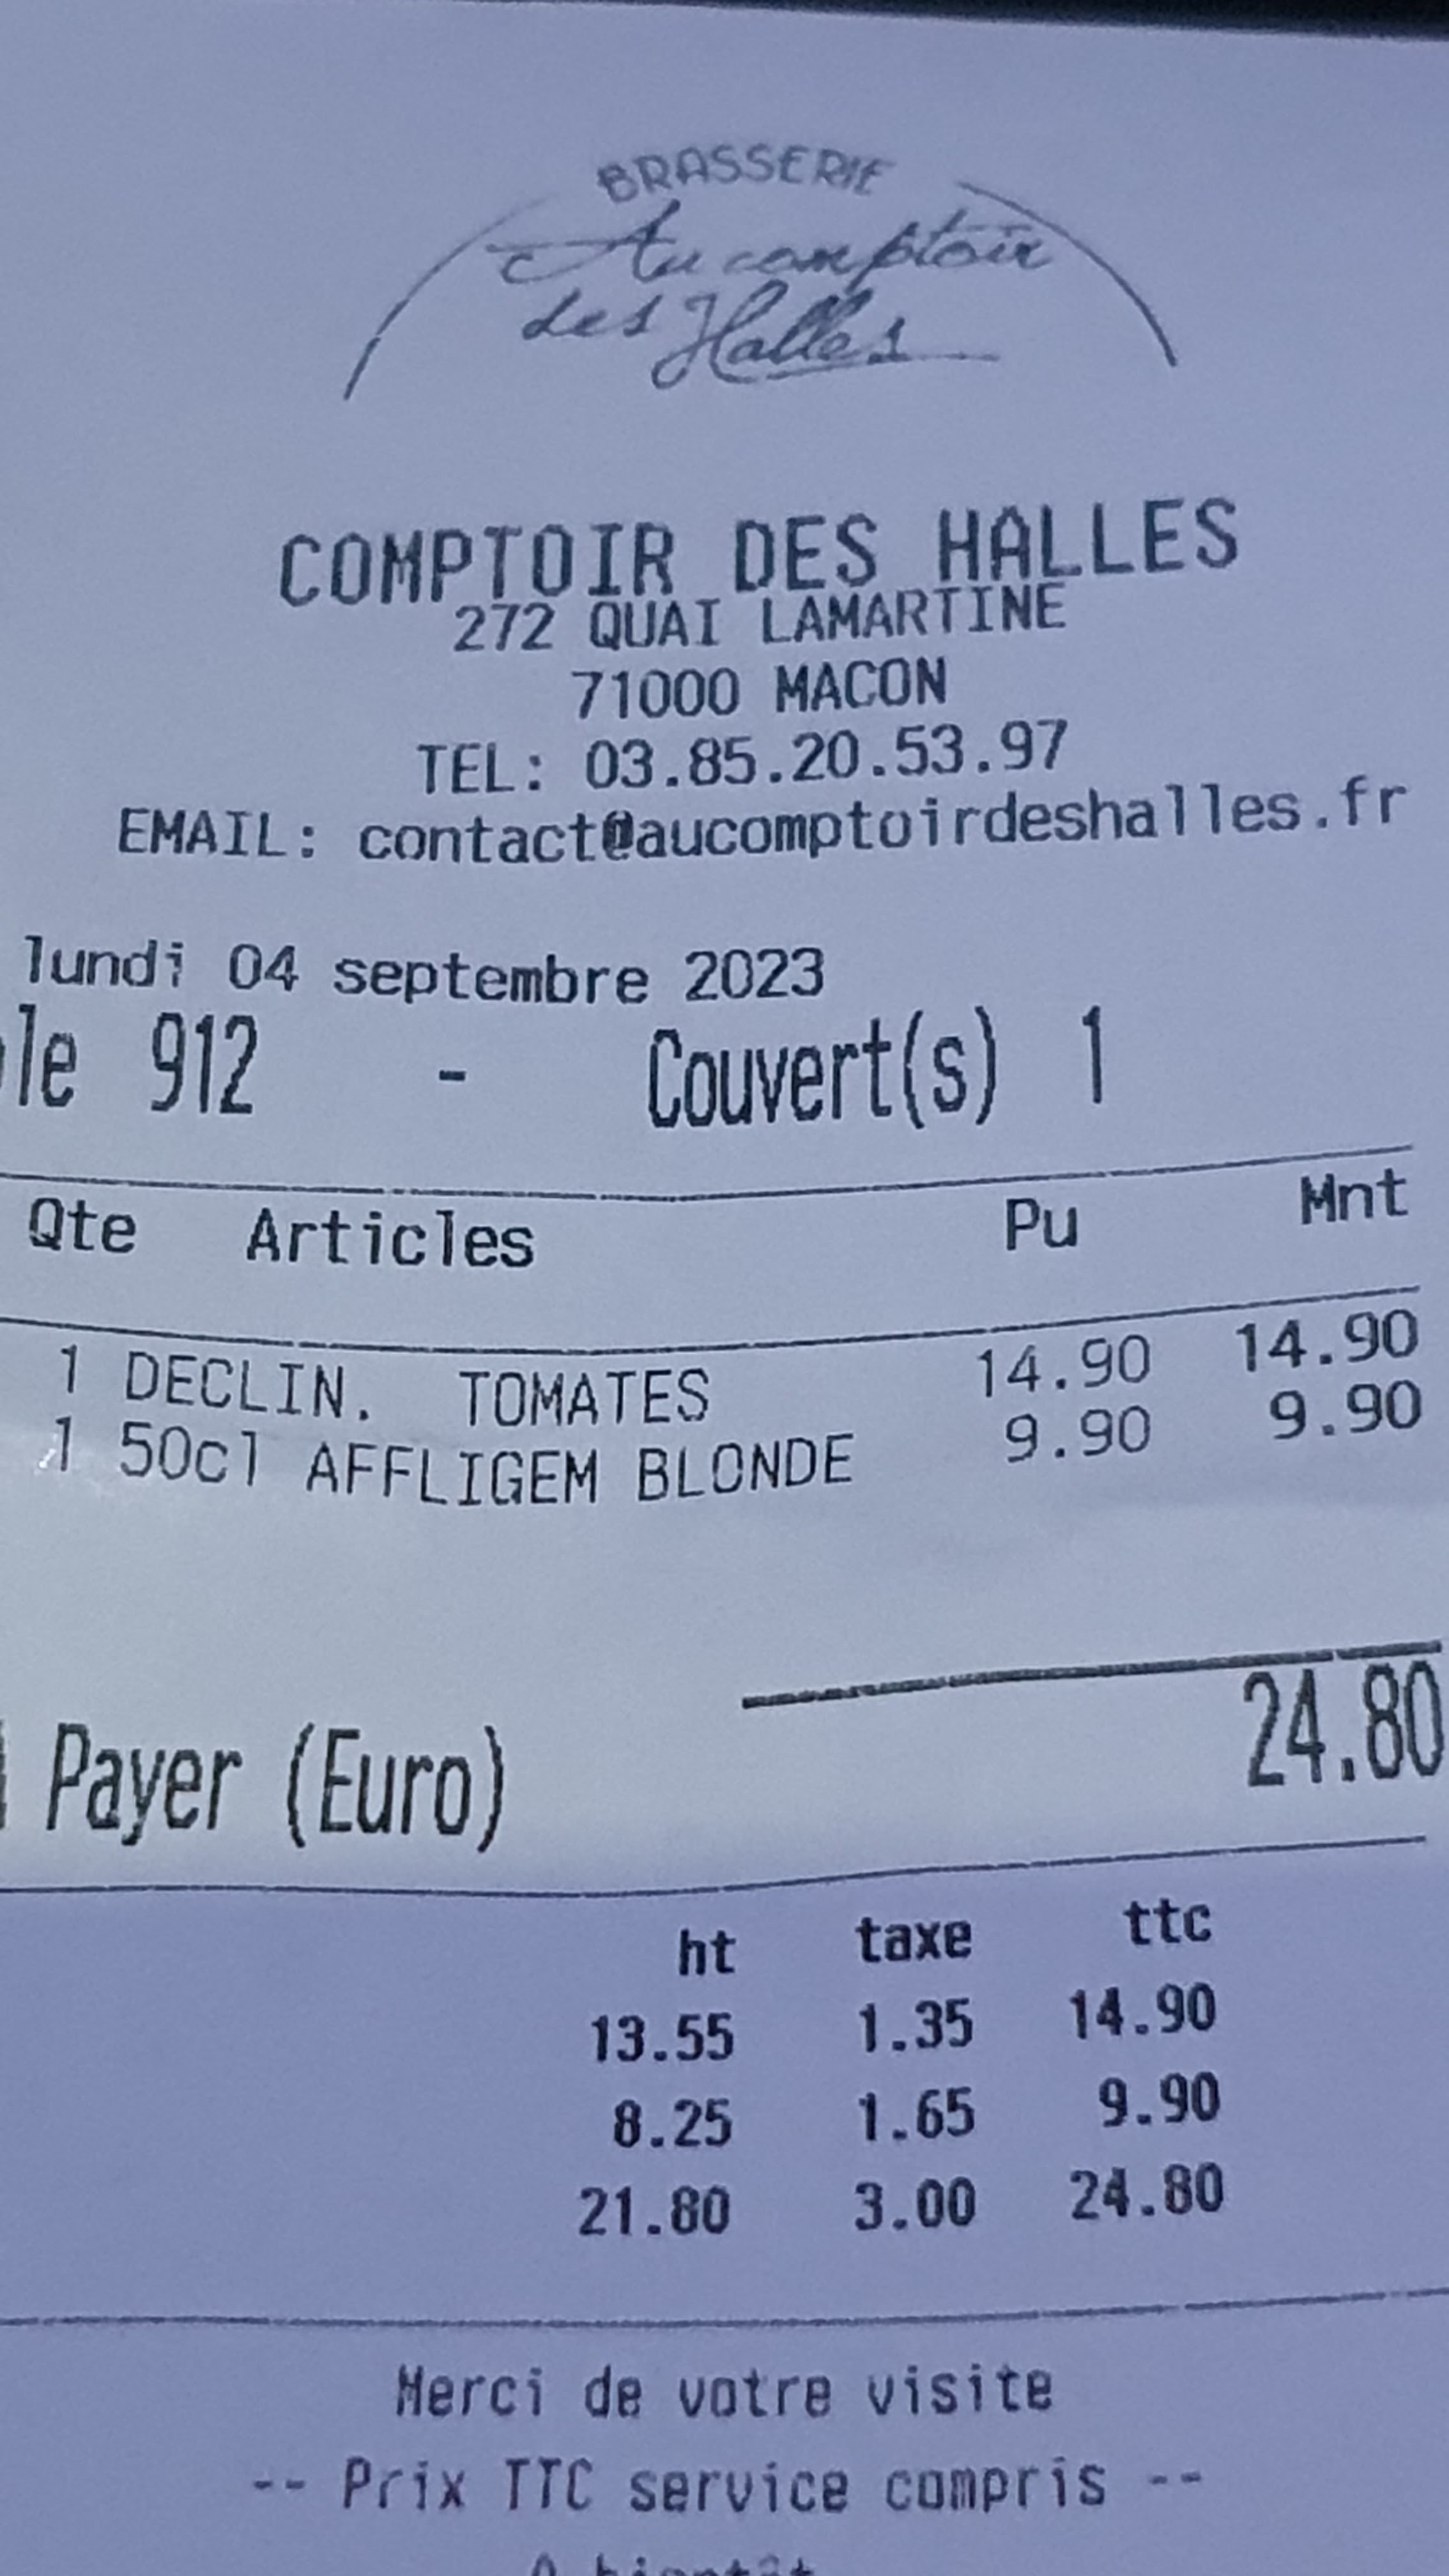 BRASSERIE
Au comptoir
des Halles
COMPTOIR DES HALLES
272 QUAI LAMARTINE
71000 MACON
TEL: 03.85.20.53.97
EMAIL: contact@aucomptoirdeshalles.fr
lundi 04 septembre 2023
le 912 - Couvert(s) 1
Qte Articles Pu Mnt
1 DECLIN. TOMATES 14.90 14.90
1 50cl AFFLIGEM BLONDE 9.90 9.90
Payer (Euro) 24.80
ht taxe ttc
13.55 1.35 14.90
8.25 1.65 9.90
21.80 3.00 24.80
Merci de votre visite
-- Prix TTC service compris --